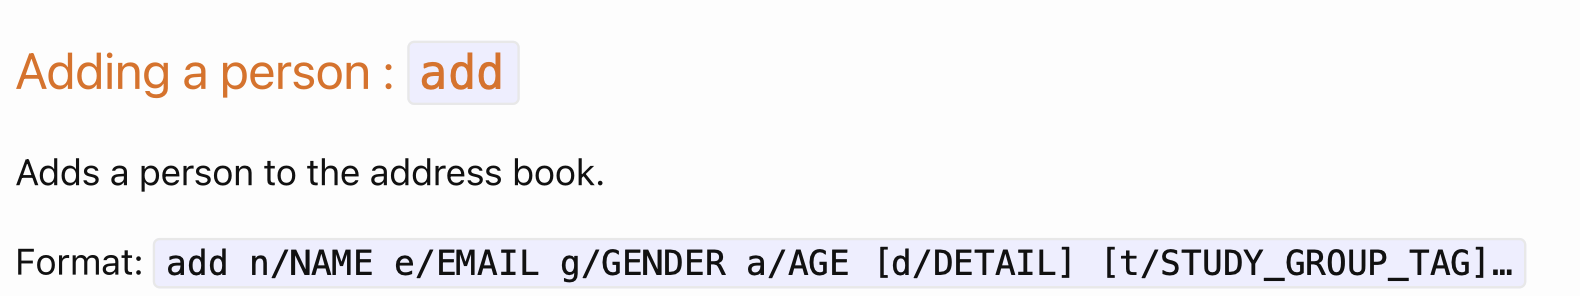 Adding a person : add
Adds a person to the address book.
Format: add n/NAME e/EMAIL g/GENDER a/AGE [d/DETAIL] [t/STUDY_GROUP_TAG]…